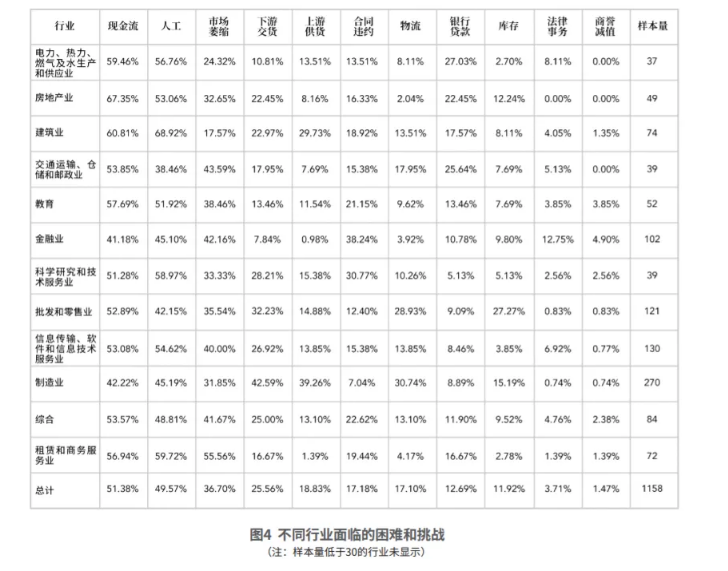 行业 现金流 人工 市场萎缩 下游交货 上游供货 合同违约 物流 银行贷款 库存 法律事务 商誉减值 样本量
电力、热力、燃气及水生产和供应业 59.46% 56.76% 24.32% 10.81% 13.51% 13.51% 8.11% 27.03% 2.70% 8.11% 0.00% 37
房地产业 67.35% 53.06% 32.65% 22.45% 8.16% 16.33% 2.04% 22.45% 12.24% 0.00% 0.00% 49
建筑业 60.81% 68.92% 17.57% 22.97% 29.73% 18.92% 13.51% 17.57% 8.11% 4.05% 1.35% 74
交通运输、仓储和邮政业 53.85% 38.46% 43.59% 17.95% 7.69% 15.38% 17.95% 25.64% 7.69% 5.13% 0.00% 39
教育 57.69% 51.92% 38.46% 13.46% 11.54% 21.15% 9.62% 13.46% 7.69% 3.85% 3.85% 52
金融业 41.18% 45.10% 42.16% 7.84% 0.98% 38.24% 3.92% 10.78% 9.80% 12.75% 4.90% 102
科学研究和技术服务业 51.28% 58.97% 33.33% 28.21% 15.38% 30.77% 10.26% 5.13% 5.13% 2.56% 2.56% 39
批发和零售业 52.89% 42.15% 35.54% 32.23% 14.88% 12.40% 28.93% 9.09% 27.27% 0.83% 0.83% 121
信息传输、软件和信息技术服务业 53.08% 54.62% 40.00% 26.92% 13.85% 15.38% 13.85% 8.46% 3.85% 6.92% 0.77% 130
制造业 42.22% 45.19% 31.85% 42.59% 39.26% 7.04% 30.74% 8.89% 15.19% 0.74% 0.74% 270
综合 53.57% 48.81% 41.67% 25.00% 13.10% 22.62% 13.10% 11.90% 9.52% 4.76% 2.38% 84
租赁和商务服务业 56.94% 59.72% 55.56% 16.67% 1.39% 19.44% 4.17% 16.67% 2.78% 1.39% 1.39% 72
总计 51.38% 49.57% 36.70% 25.56% 18.83% 17.18% 17.10% 12.69% 11.92% 3.71% 1.47% 1158
图4 不同行业面临的困难和挑战
（注：样本量低于30的行业未显示）